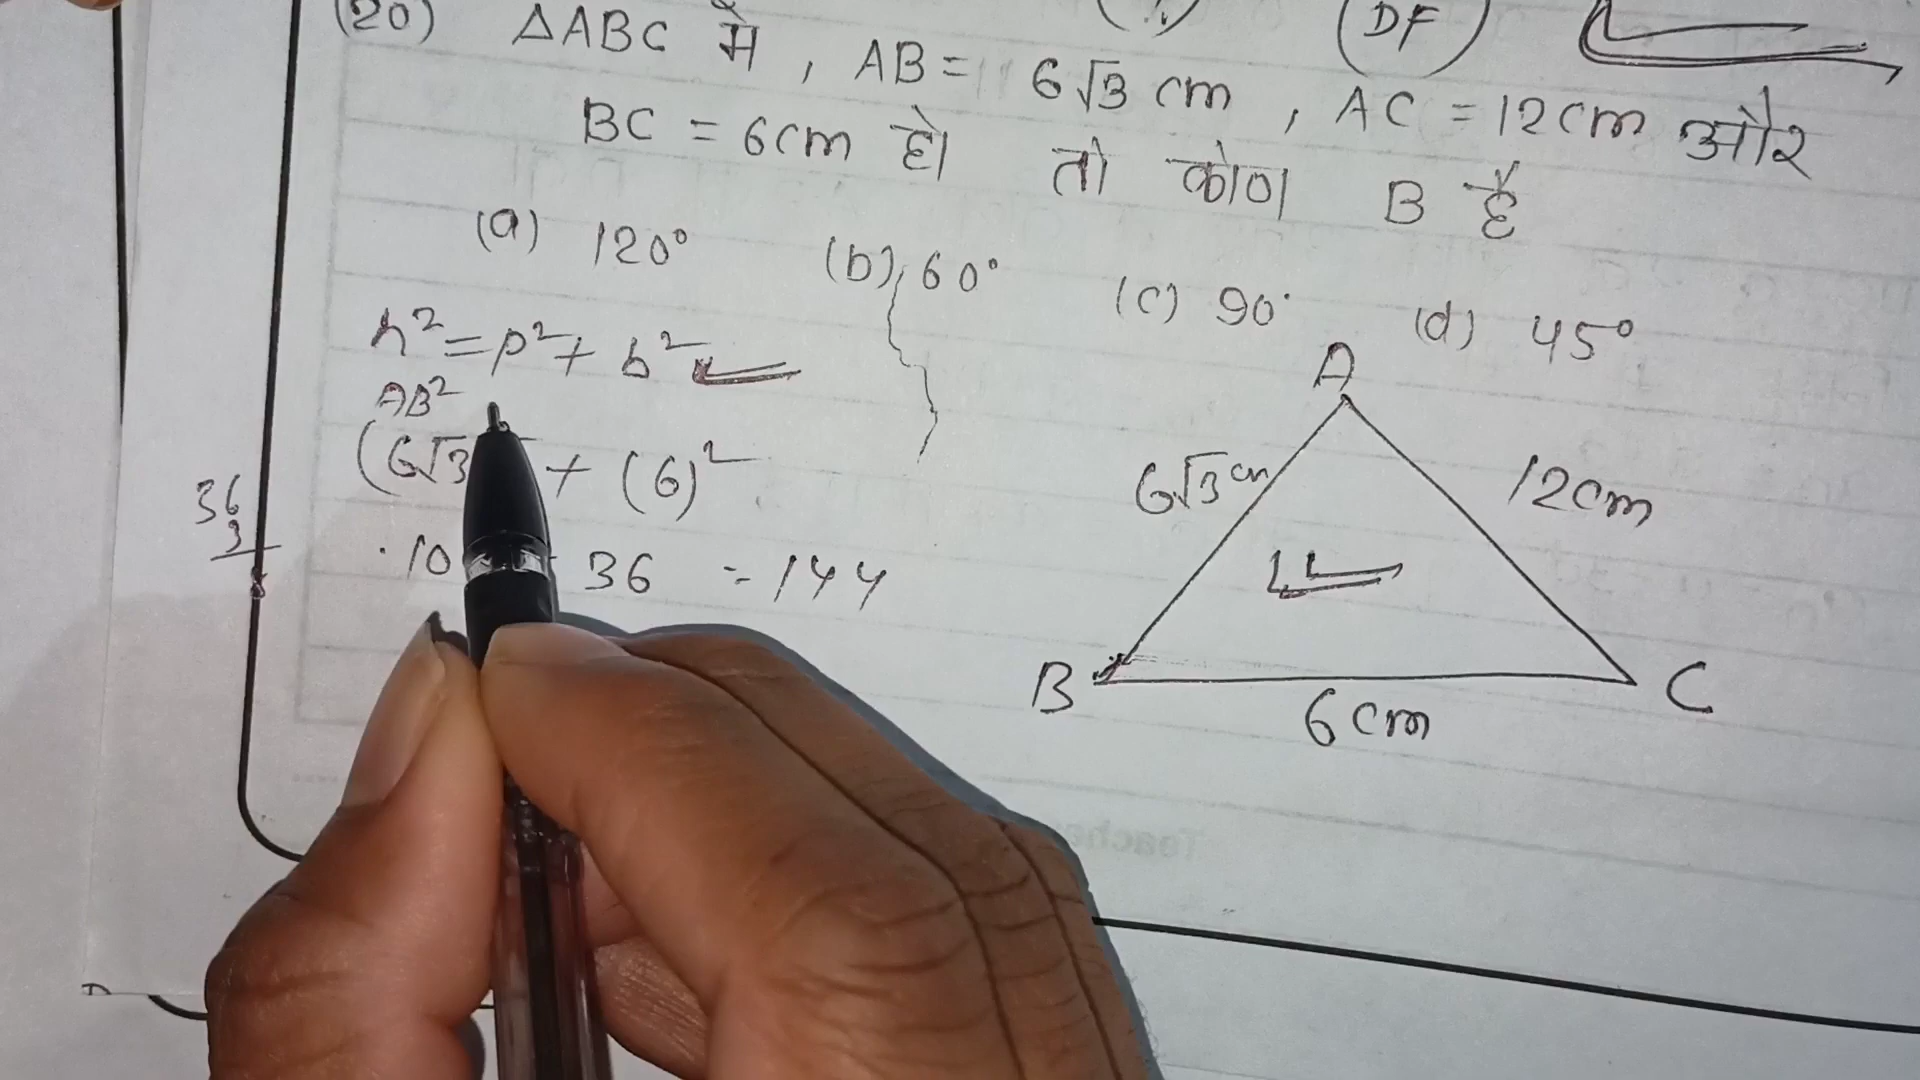 (20) ΔABC में, AB = 6√3 cm, AC = 12cm और
BC = 6cm हो तो कोण B है
(a) 120° (b) 60° (c) 90° (d) 45°
h² = p² + b²
AB²
(6√3 + (6)²
36
3
10 36 = 144
DF
A
6√3 cm
12cm
B
C
6cm